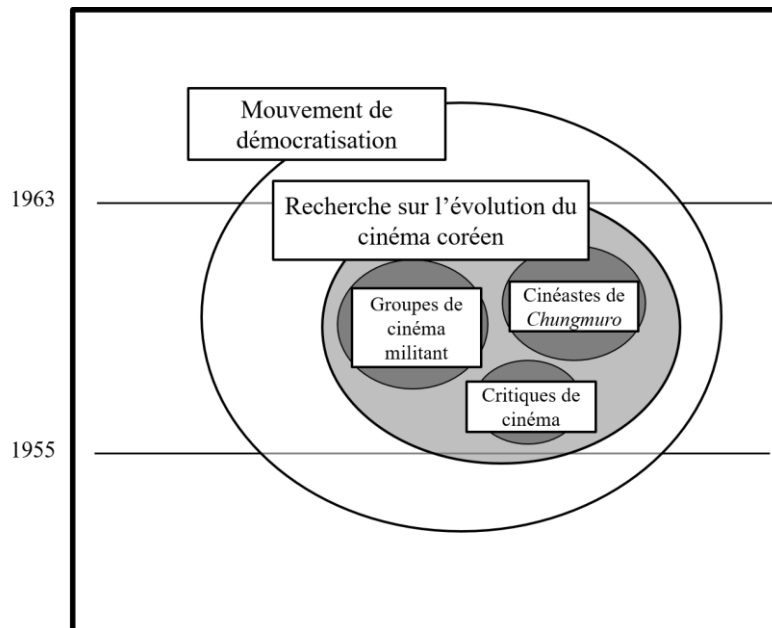 Mouvement de
démocratisation
1963
Recherche sur l’évolution du
cinéma coréen
Groupes de
cinéma
militant
Cinéastes de
Chungmuro
Critiques de
cinéma
1955